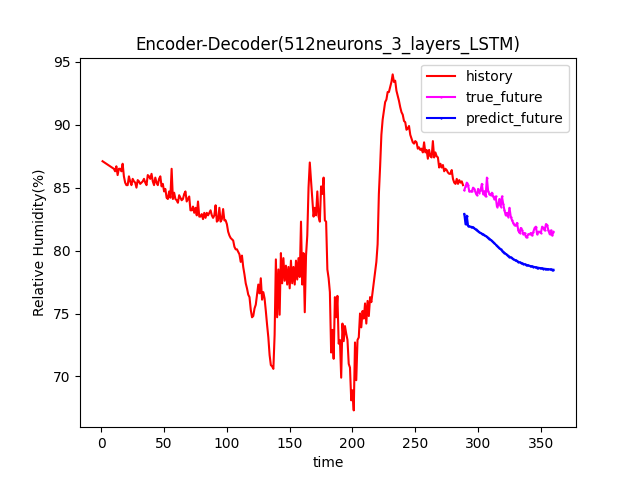 Encoder-Decoder(512neurons_3_layers_LSTM)
history
true_future
predict_future
Relative Humidity(%)
95
90
85
80
75
70
0 50 100 150 200 250 300 350
time